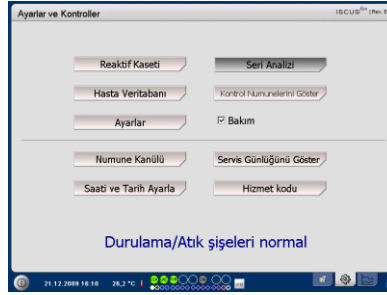 Ayarlar ve Kontroller
ISCUS
Reaktif Kaseti
Seri Analizi
Hasta Veritabanı
Kontrol Numunelerini Göster
Ayarlar
Bakım
Numune Kanülü
Servis Günlüğünü Göster
Saati ve Tarih Ayarla
Hizmet kodu
Durulama/Atık şişeleri normal
21.12.2009 16:10 26,2 °C